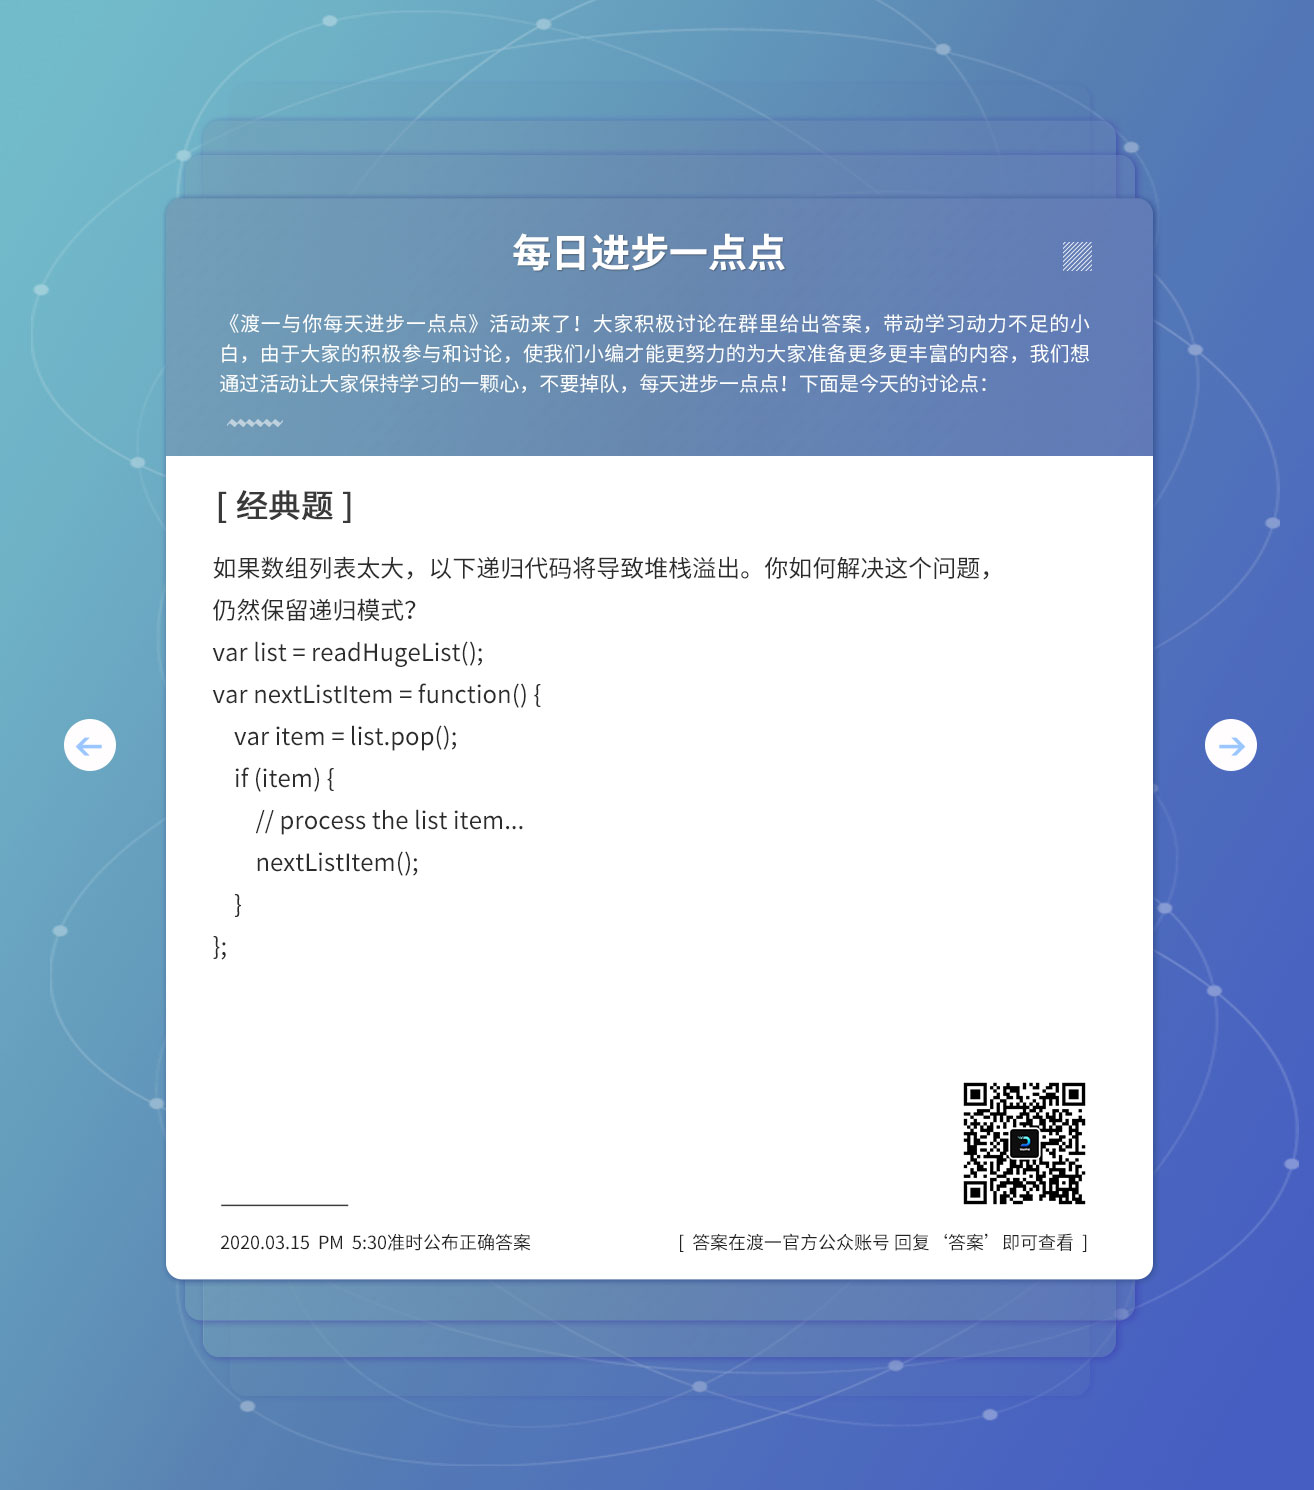 每日进步一点点
《渡一与你每天进步一点点》活动来了！大家积极讨论在群里给出答案，带动学习动力不足的小
白，由于大家的积极参与和讨论，使我们小编才能更努力的为大家准备更多更丰富的内容，我们想
通过活动让大家保持学习的一颗心，不要掉队，每天进步一点点！下面是今天的讨论点：
[ 经典题 ]
如果数组列表太大，以下递归代码将导致堆栈溢出。你如何解决这个问题，
仍然保留递归模式？
var list = readHugeList();
var nextListItem = function() {
    var item = list.pop();
    if (item) {
        // process the list item...
        nextListItem();
    }
};
2020.03.15 PM 5:30准时公布正确答案
[ 答案在渡一官方公众账号 回复 ‘答案’ 即可查看 ]